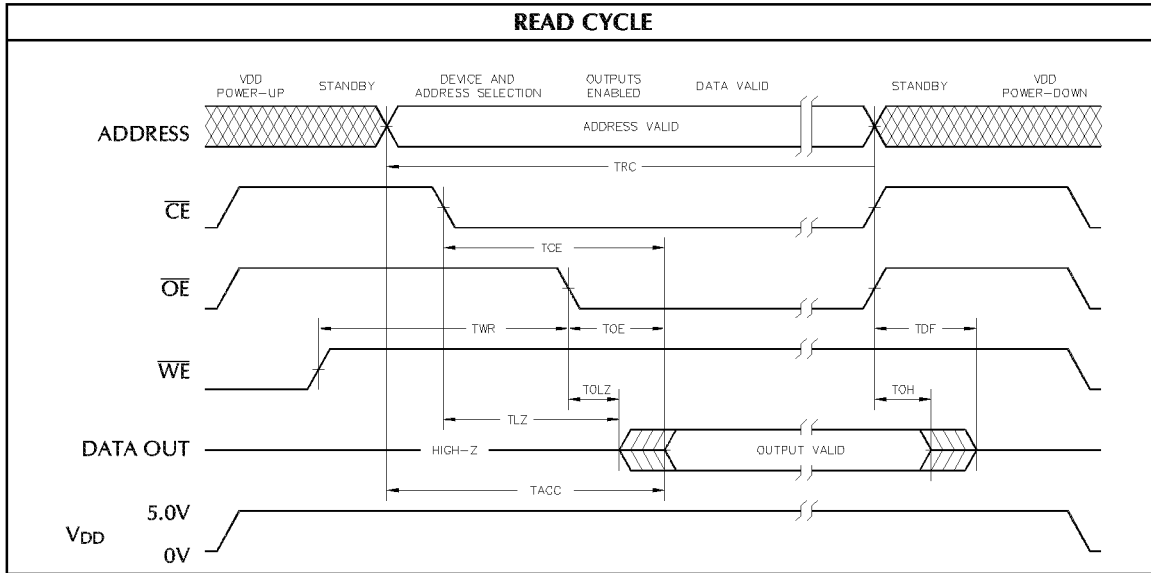 READ CYCLE
VDD POWER-UP
STANDBY
DEVICE AND ADDRESS SELECTION
OUTPUTS ENABLED
DATA VALID
STANDBY
VDD POWER-DOWN
ADDRESS
ADDRESS VALID
TRC
CE
TCE
OE
TWR
TOE
TDF
WE
TOLZ
TOH
TLZ
DATA OUT
HIGH-Z
OUTPUT VALID
TACC
5.0V
VDD
0V